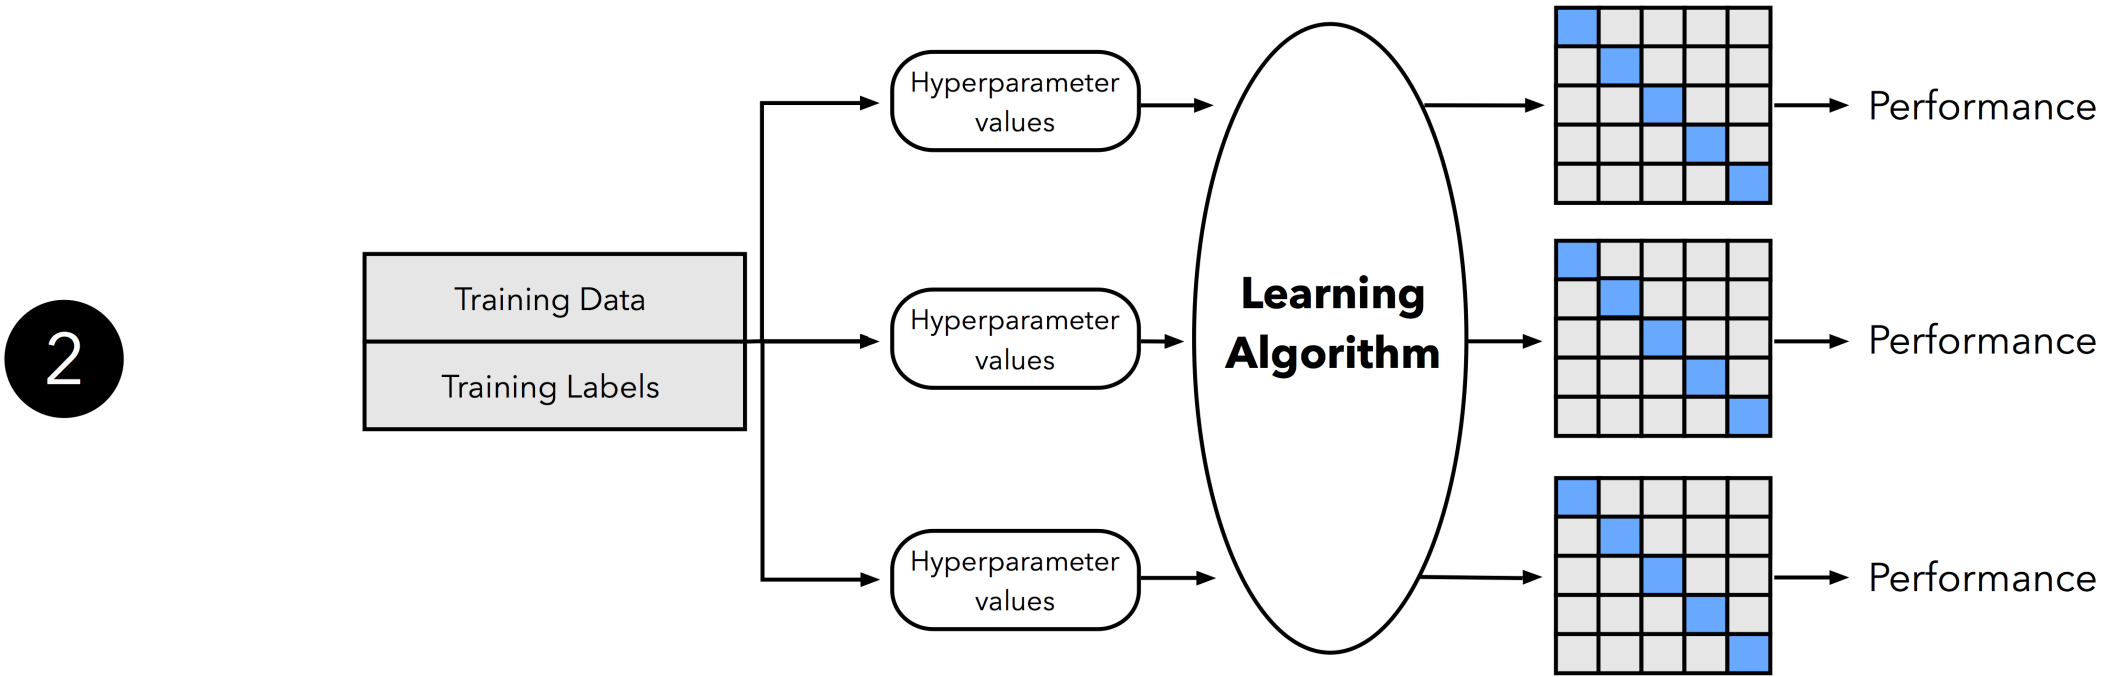 2
Training Data
Training Labels
Hyperparameter
values
Hyperparameter
values
Hyperparameter
values
Learning
Algorithm
Performance
Performance
Performance